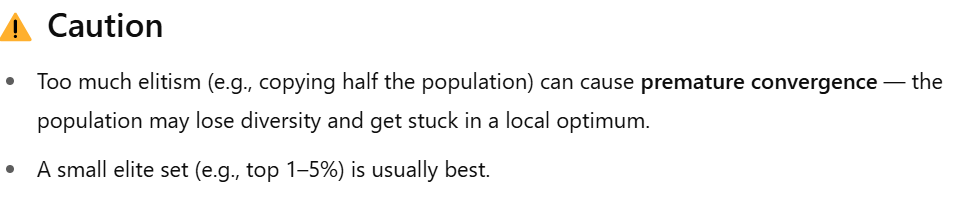 Caution
Too much elitism (e.g., copying half the population) can cause premature convergence — the
population may lose diversity and get stuck in a local optimum.
A small elite set (e.g., top 1–5%) is usually best.